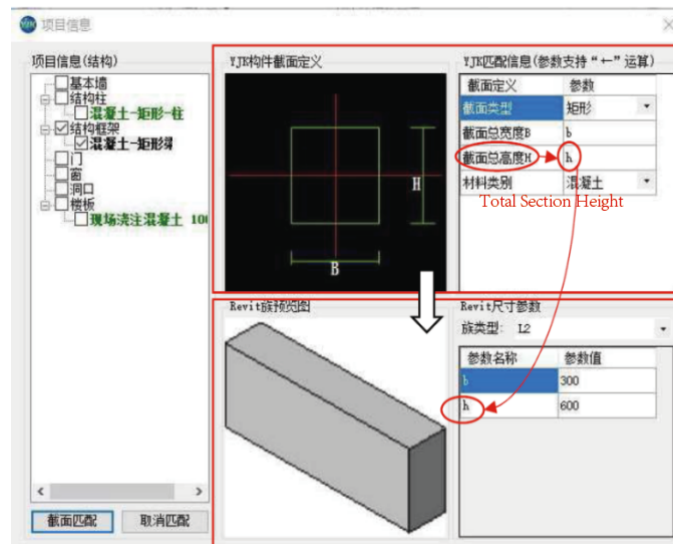 YJK 项目信息
项目信息(结构)
基本墙
结构柱
混凝土-矩形-柱
结构框架
混凝土-矩形梁
门
窗
洞口
楼板
现场浇注混凝土 100
截面匹配
取消匹配
YJK构件截面定义
H
B
YJK匹配信息(参数支持“+-”运算)
截面定义 参数
截面类型 矩形
截面总宽度B b
截面总高度H h
材料类别 混凝土
Total Section Height
Revit族预览图
Revit尺寸参数
族类型: L2
参数名称 参数值
b 300
h 600